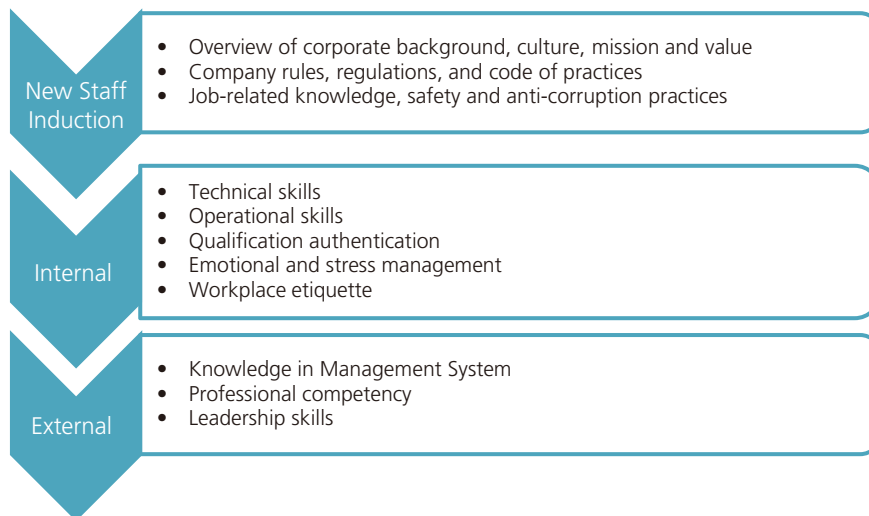 New Staff
Induction
• Overview of corporate background, culture, mission and value
• Company rules, regulations, and code of practices
• Job-related knowledge, safety and anti-corruption practices
Internal
• Technical skills
• Operational skills
• Qualification authentication
• Emotional and stress management
• Workplace etiquette
External
• Knowledge in Management System
• Professional competency
• Leadership skills